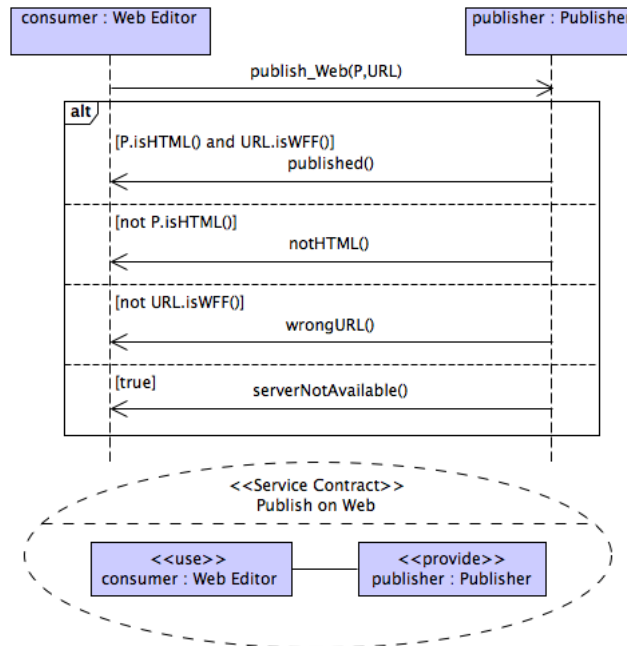 consumer : Web Editor
publisher : Publisher
publish_Web(P,URL)
alt
[P.isHTML() and URL.isWFF()]
published()
[not P.isHTML()]
notHTML()
[not URL.isWFF()]
wrongURL()
[true]
serverNotAvailable()
<<Service Contract>>
Publish on Web
<<use>>
consumer : Web Editor
<<provide>>
publisher : Publisher